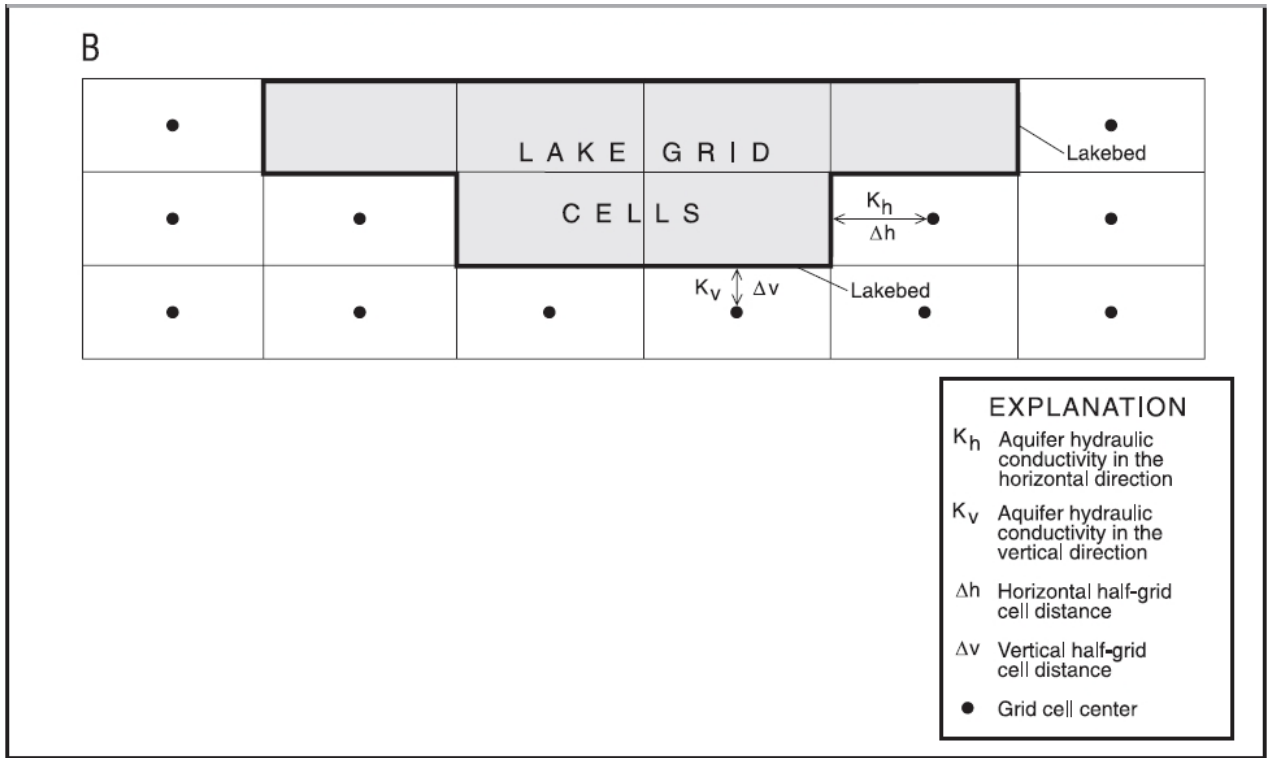 B
LAKE GRID
Lakebed
CELLS
Kh
Δh
Kv Δv
Lakebed
EXPLANATION
Kh Aquifer hydraulic
conductivity in the
horizontal direction
Kv Aquifer hydraulic
conductivity in the
vertical direction
Δh Horizontal half-grid
cell distance
Δv Vertical half-grid
cell distance
Grid cell center